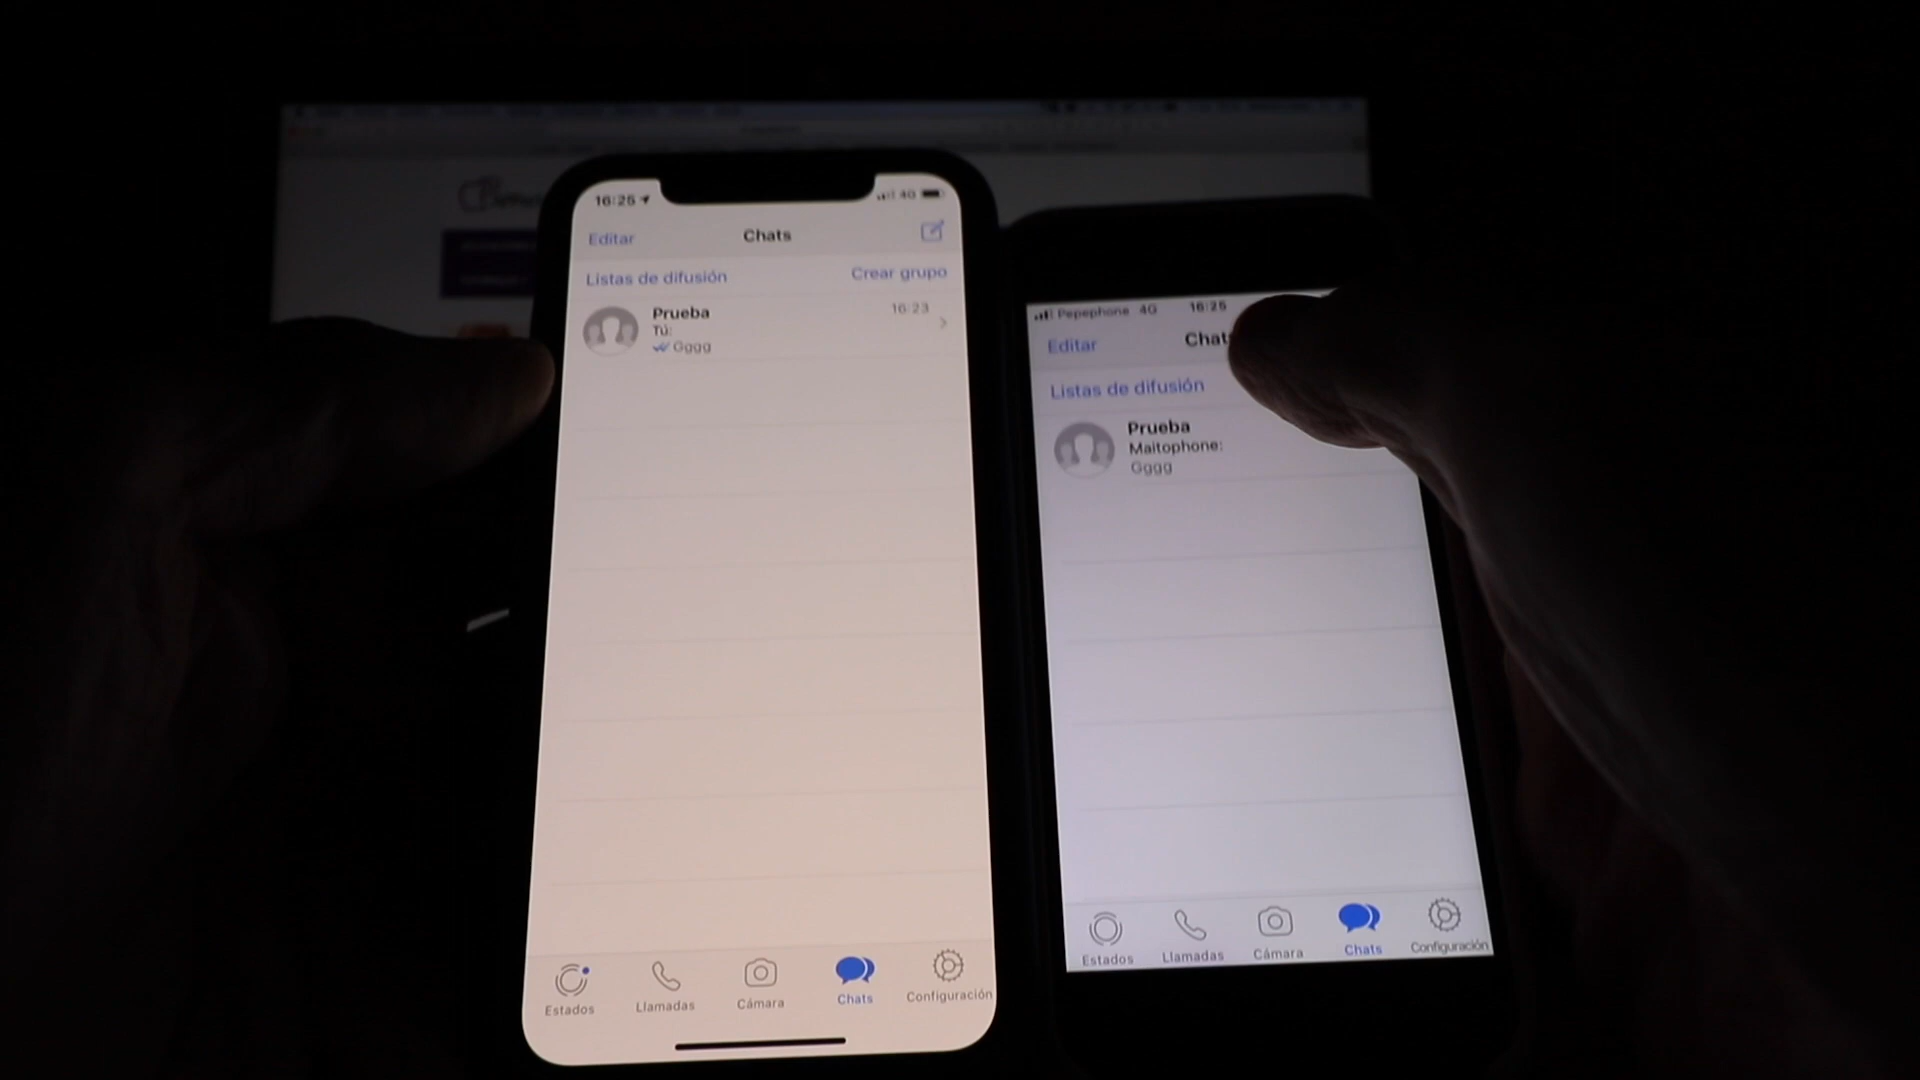 16:25
4G
Editar
Chats
Listas de difusión
Crear grupo
Prueba
16:23
Tú:
Gggg
Estados
Llamadas
Cámara
Chats
Configuración
Pepephone 4G
16:25
Editar
Listas de difusión
Prueba
Maitophone:
Gggg
Estados
Llamadas
Cámara
Chats
Configuración